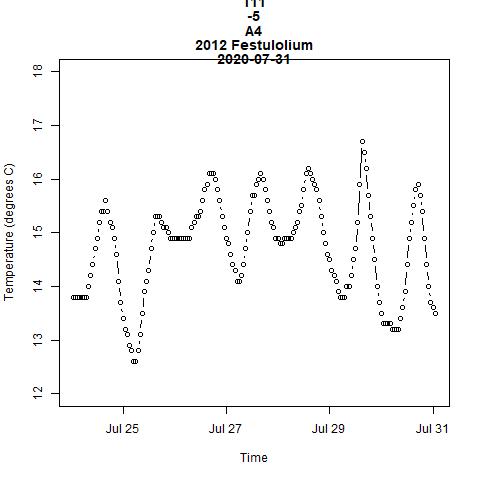 -5
A4
2012 Festulolium
2020-07-31
Temperature (degrees C)
18
17
16
15
14
13
12
Jul 25
Jul 27
Jul 29
Jul 31
Time